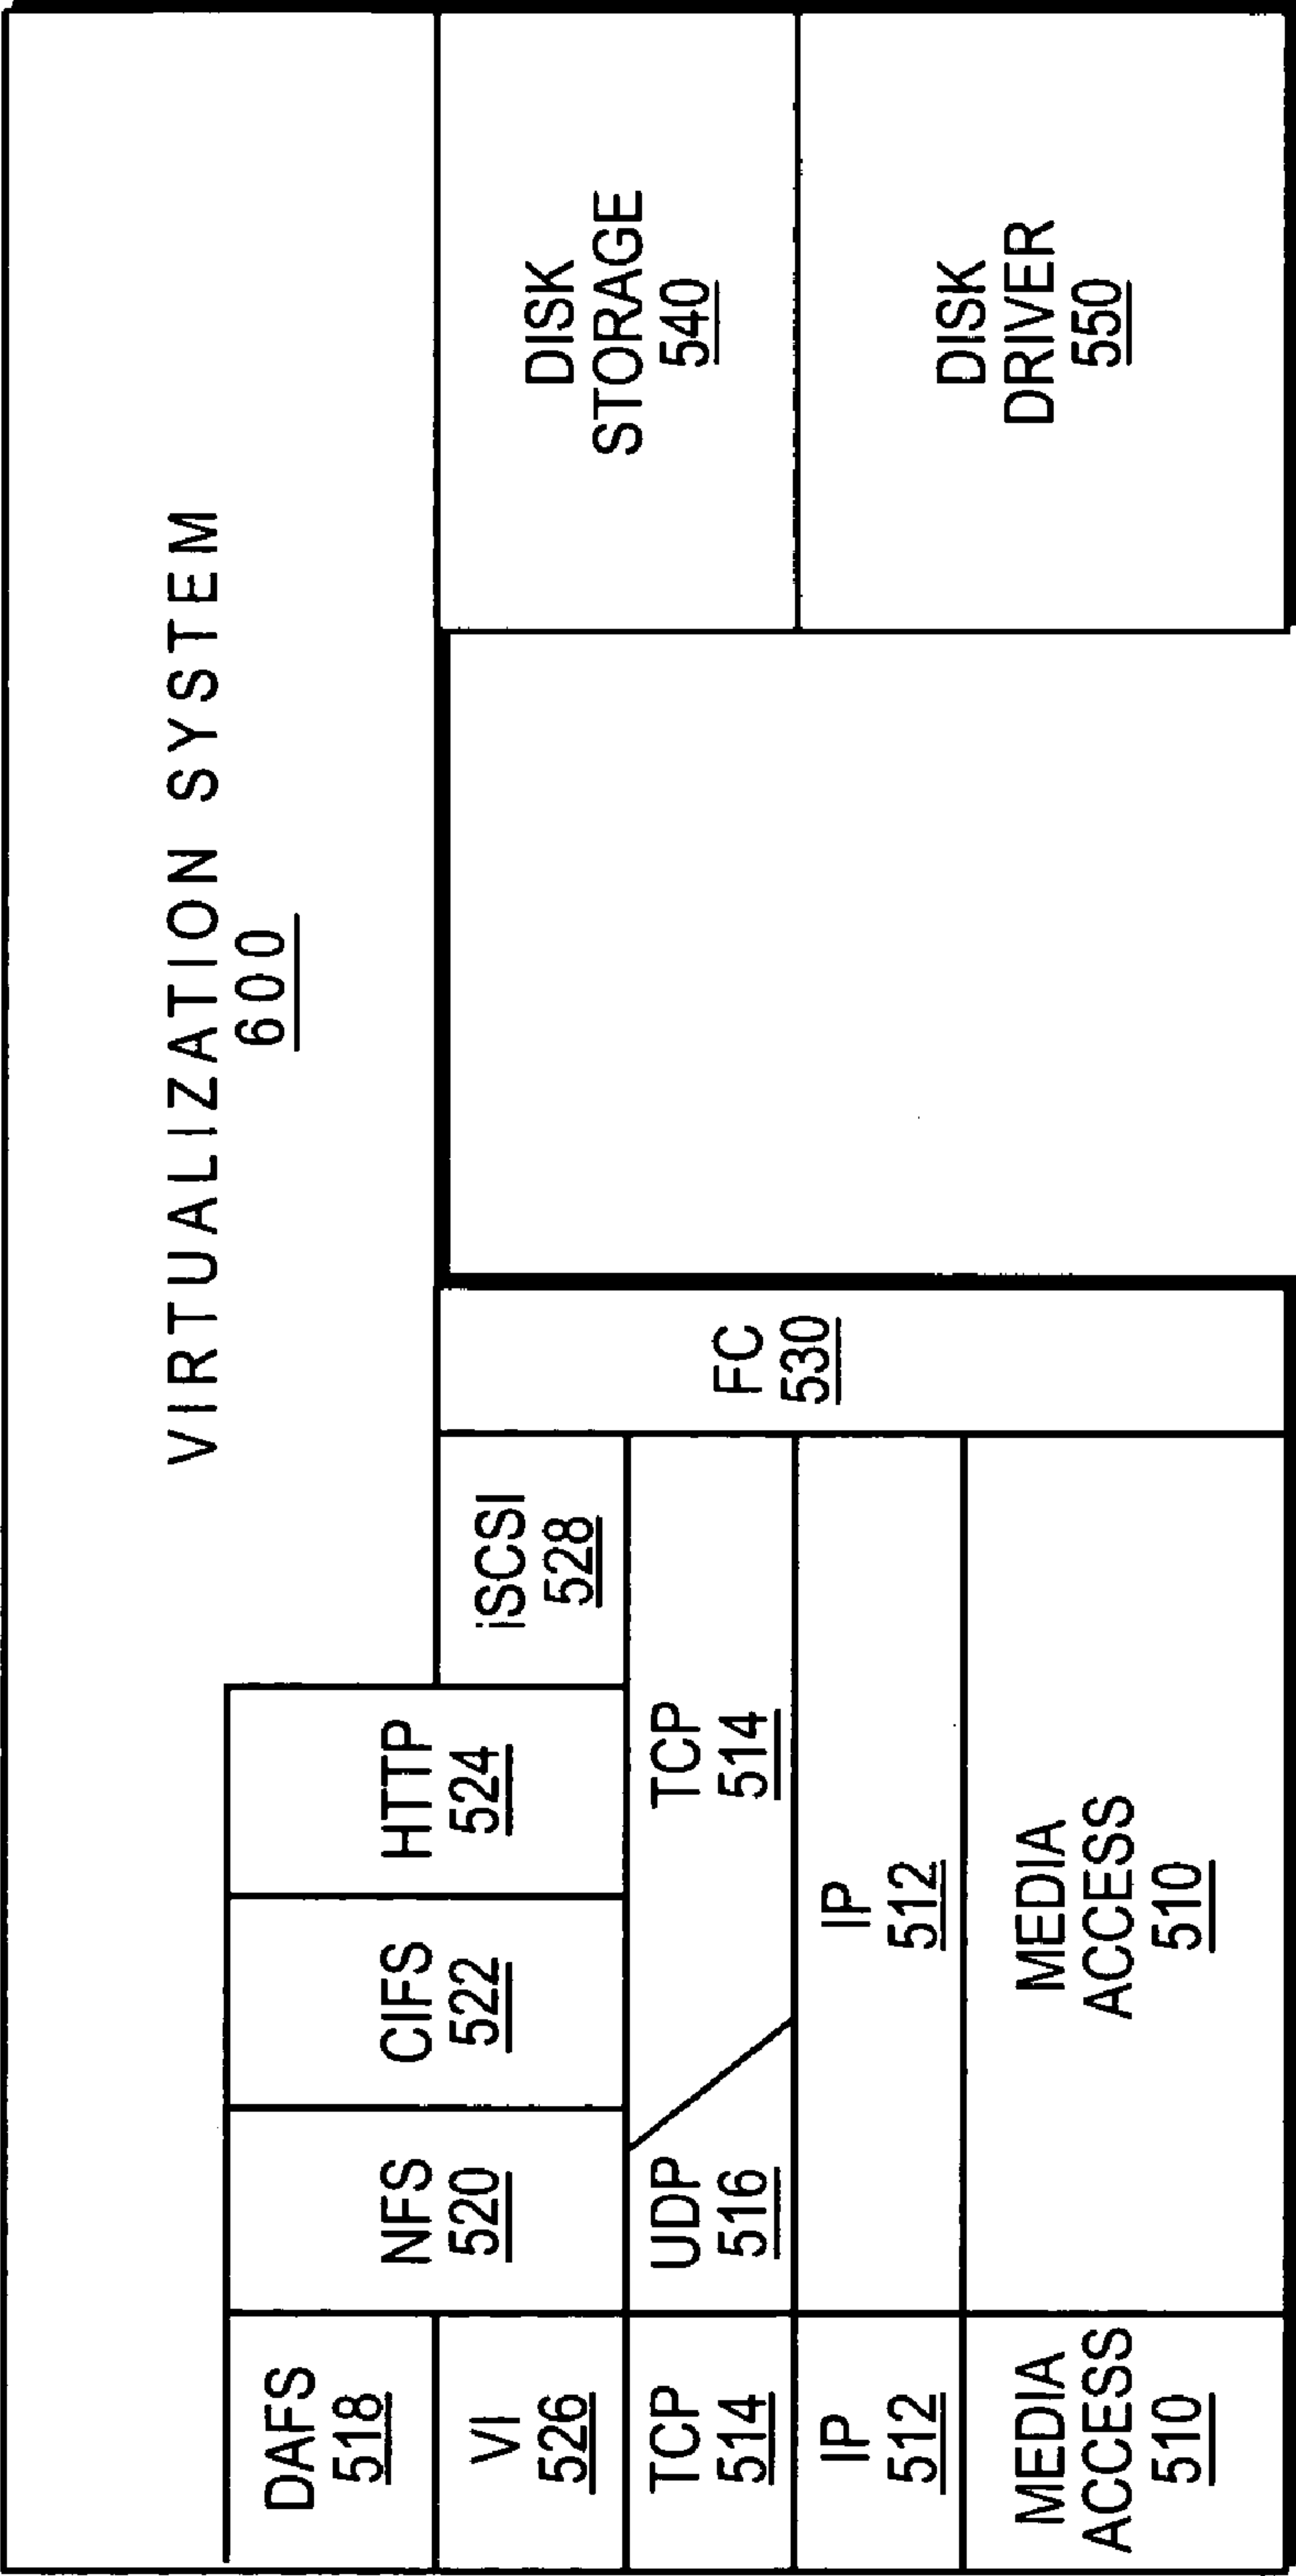 VIRTUALIZATION SYSTEM
600
DAFS
518
VI
526
TCP
514
IP
512
MEDIA
ACCESS
510
NFS
520
CIFS
522
HTTP
524
iSCSI
528
UDP
516
TCP
514
IP
512
MEDIA
ACCESS
510
FC
530
DISK
STORAGE
540
DISK
DRIVER
550